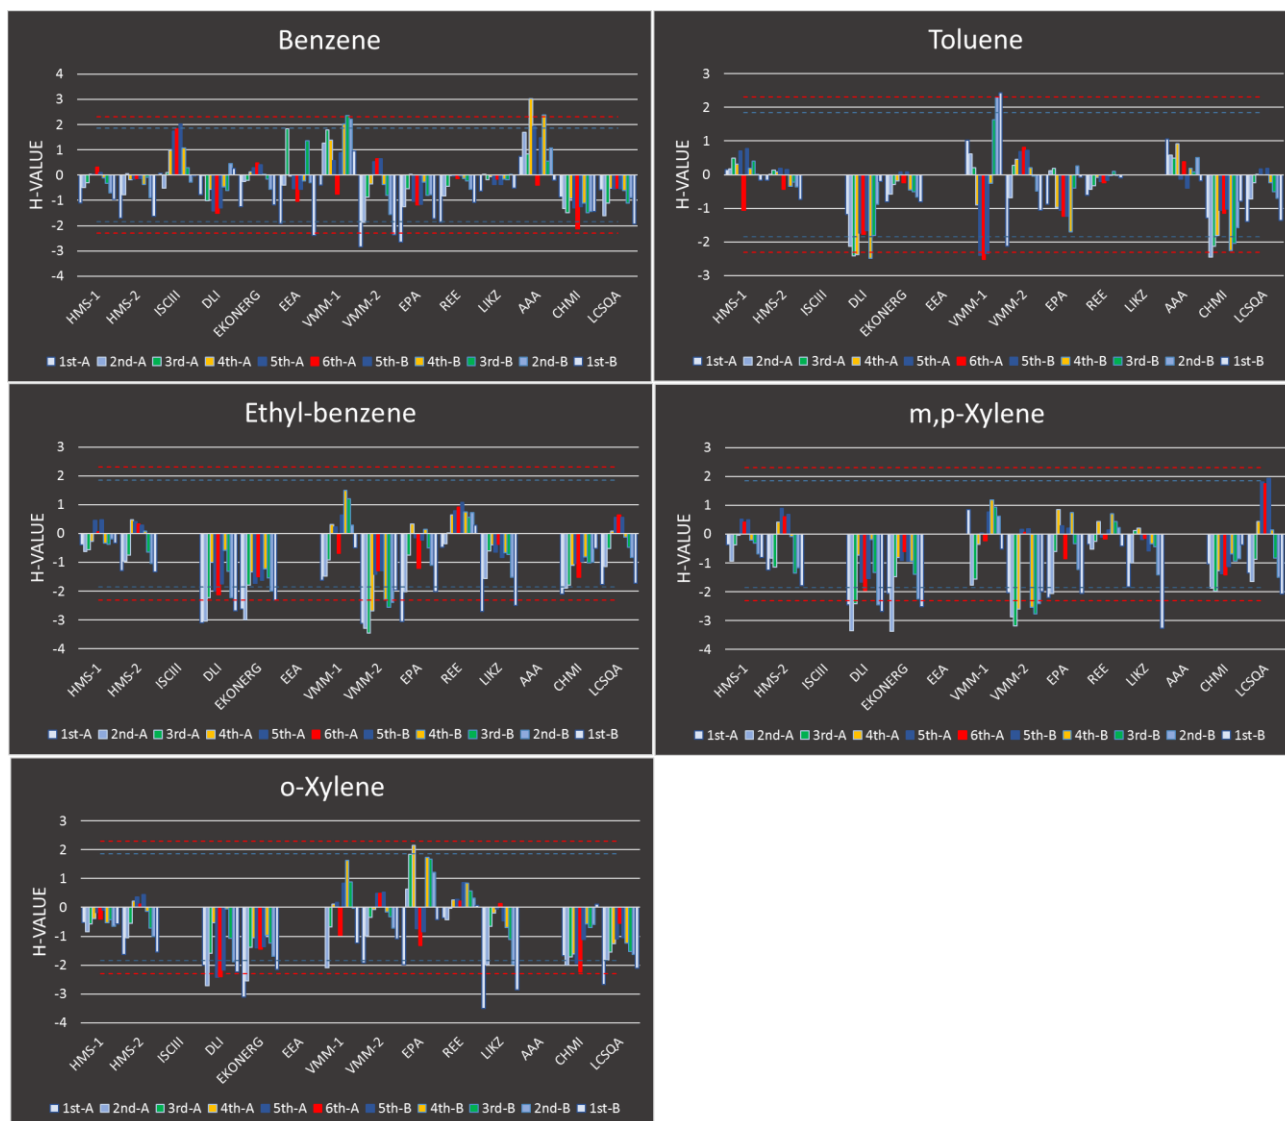 Benzene
H-VALUE
4
3
2
1
0
-1
-2
-3
-4
HMS-1 HMS-2 ISCIII DLI EKONERG EEA VMM-1 VMM-2 EPA REE LIKZ AAA CHMI LCSQA
1st-A 2nd-A 3rd-A 4th-A 5th-A 6th-A 5th-B 4th-B 3rd-B 2nd-B 1st-B
Toluene
H-VALUE
3
2
1
0
-1
-2
-3
HMS-1 HMS-2 ISCIII DLI EKONERG EEA VMM-1 VMM-2 EPA REE LIKZ AAA CHMI LCSQA
1st-A 2nd-A 3rd-A 4th-A 5th-A 6th-A 5th-B 4th-B 3rd-B 2nd-B 1st-B
Ethyl-benzene
H-VALUE
3
2
1
0
-1
-2
-3
-4
HMS-1 HMS-2 ISCIII DLI EKONERG EEA VMM-1 VMM-2 EPA REE LIKZ AAA CHMI LCSQA
1st-A 2nd-A 3rd-A 4th-A 5th-A 6th-A 5th-B 4th-B 3rd-B 2nd-B 1st-B
m,p-Xylene
H-VALUE
3
2
1
0
-1
-2
-3
-4
HMS-1 HMS-2 ISCIII DLI EKONERG EEA VMM-1 VMM-2 EPA REE LIKZ AAA CHMI LCSQA
1st-A 2nd-A 3rd-A 4th-A 5th-A 6th-A 5th-B 4th-B 3rd-B 2nd-B 1st-B
o-Xylene
H-VALUE
3
2
1
0
-1
-2
-3
-4
HMS-1 HMS-2 ISCIII DLI EKONERG EEA VMM-1 VMM-2 EPA REE LIKZ AAA CHMI LCSQA
1st-A 2nd-A 3rd-A 4th-A 5th-A 6th-A 5th-B 4th-B 3rd-B 2nd-B 1st-B